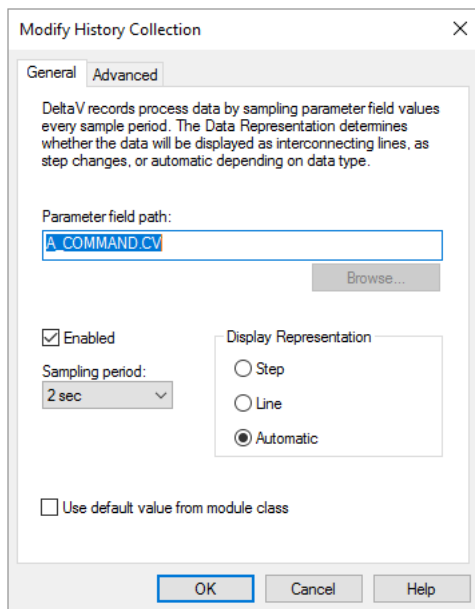 Modify History Collection
General
Advanced
DeltaV records process data by sampling parameter field values
every sample period. The Data Representation determines
whether the data will be displayed as interconnecting lines, as
step changes, or automatic depending on data type.
Parameter field path:
A_COMMAND.CV
Browse...
Enabled
Display Representation
Sampling period:
Step
2 sec
Line
Automatic
Use default value from module class
OK
Cancel
Help